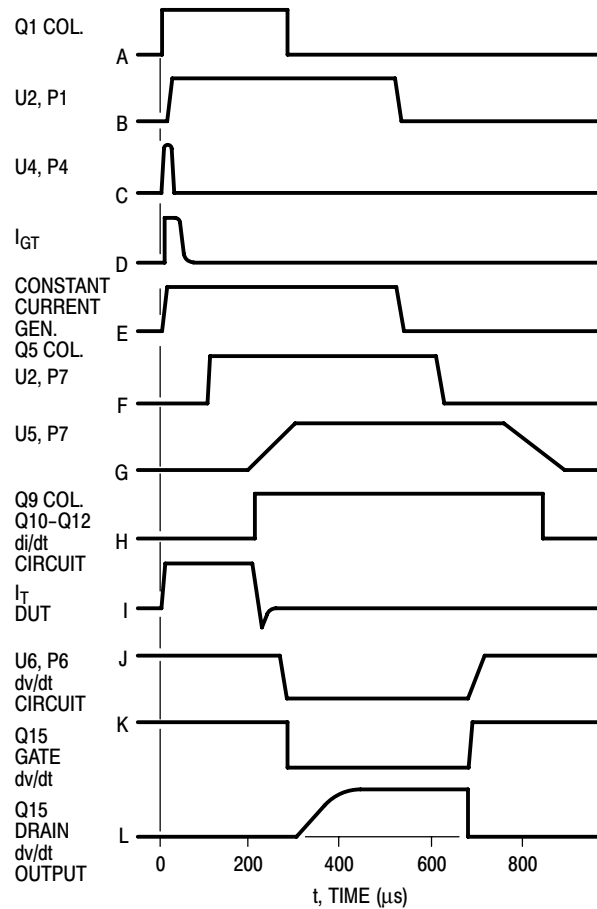 Q1 COL.
A
U2, P1
B
U4, P4
C
IGT
D
CONSTANT
CURRENT
GEN.
E
Q5 COL.
U2, P7
F
U5, P7
G
Q9 COL.
Q10–Q12
di/dt
CIRCUIT
H
IT
DUT
I
J
U6, P6
dv/dt
CIRCUIT
K
Q15
GATE
dv/dt
Q15
DRAIN
dv/dt
OUTPUT
L
0 200 400 600 800
t, TIME (μs)